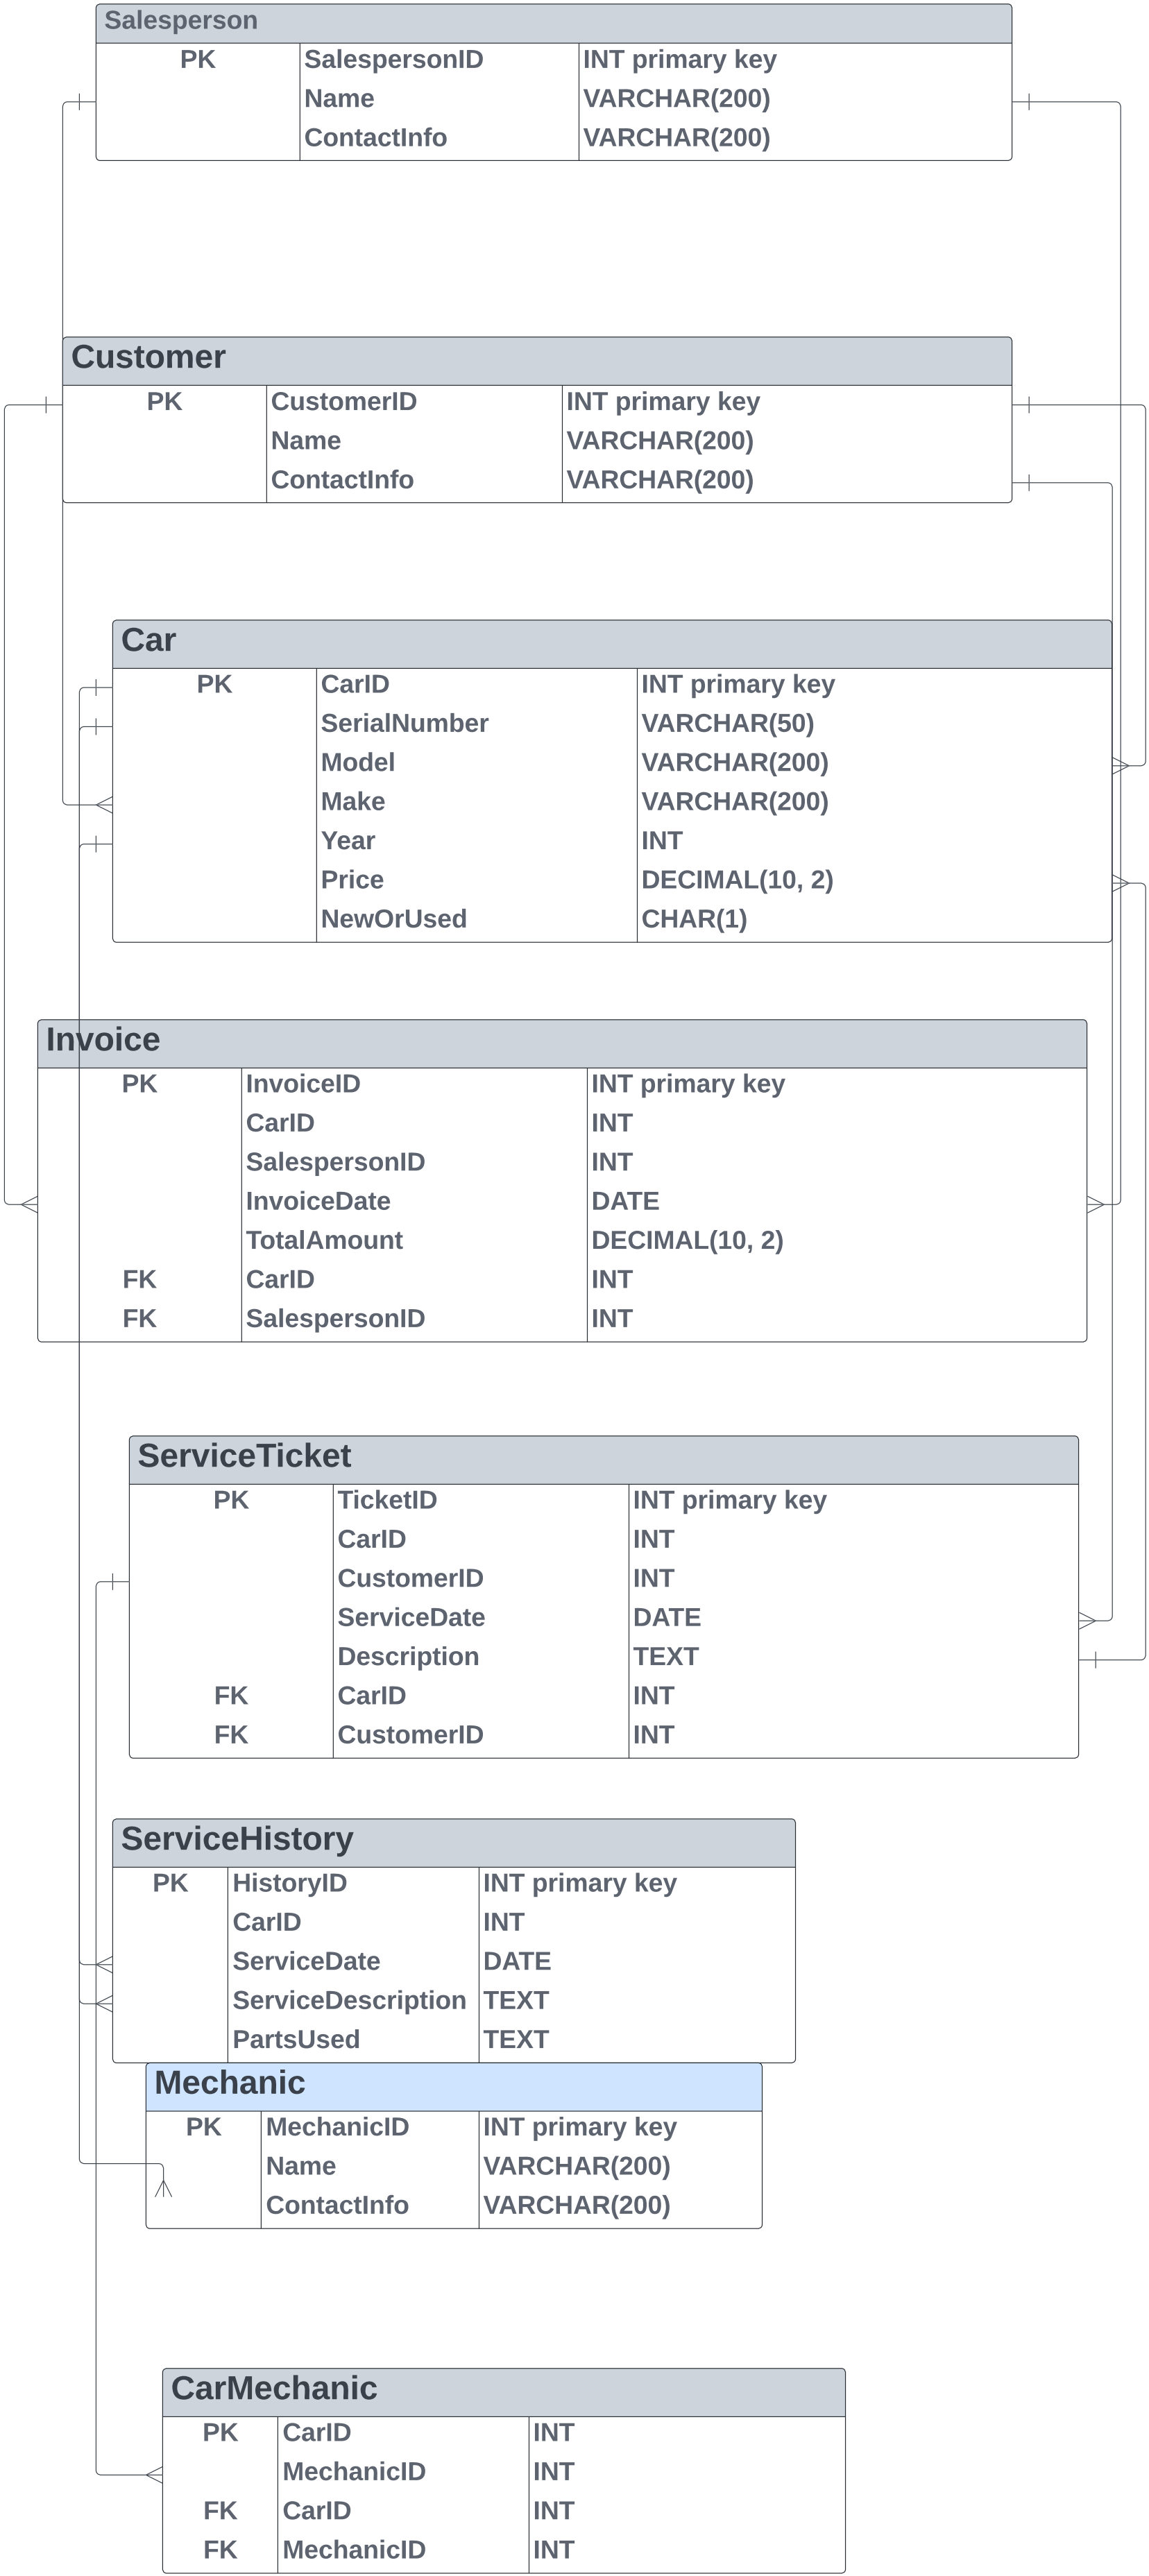 Salesperson
PK SalespersonID INT primary key
Name VARCHAR(200)
ContactInfo VARCHAR(200)
Customer
PK CustomerID INT primary key
Name VARCHAR(200)
ContactInfo VARCHAR(200)
Car
PK CarID INT primary key
SerialNumber VARCHAR(50)
Model VARCHAR(200)
Make VARCHAR(200)
Year INT
Price DECIMAL(10, 2)
NewOrUsed CHAR(1)
Invoice
PK InvoiceID INT primary key
CarID INT
SalespersonID INT
InvoiceDate DATE
TotalAmount DECIMAL(10, 2)
FK CarID INT
FK SalespersonID INT
ServiceTicket
PK TicketID INT primary key
CarID INT
CustomerID INT
ServiceDate DATE
Description TEXT
FK CarID INT
FK CustomerID INT
ServiceHistory
PK HistoryID INT primary key
CarID INT
ServiceDate DATE
ServiceDescription TEXT
PartsUsed TEXT
Mechanic
PK MechanicID INT primary key
Name VARCHAR(200)
ContactInfo VARCHAR(200)
CarMechanic
PK CarID INT
MechanicID INT
FK CarID INT
FK MechanicID INT